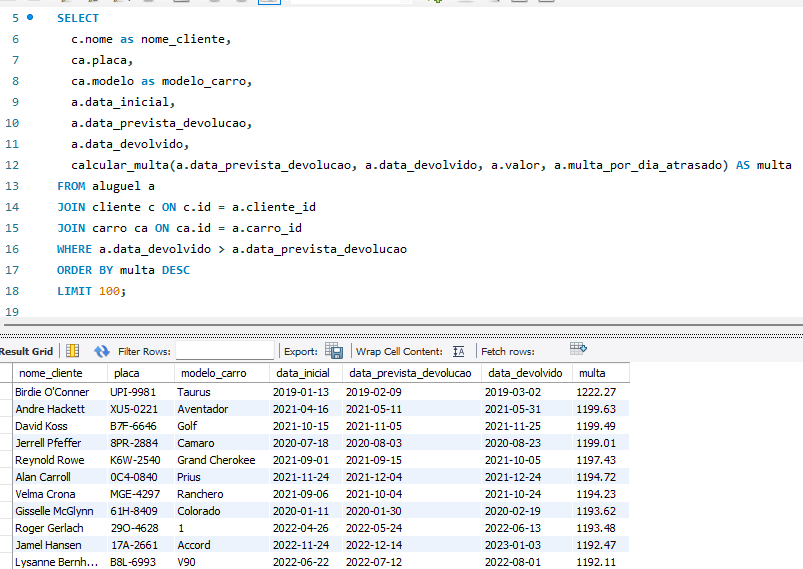 5 SELECT
6 c.nome as nome_cliente,
7 ca.placa,
8 ca.modelo as modelo_carro,
9 a.data_inicial,
10 a.data_prevista_devolucao,
11 a.data_devolvido,
12 calcular_multa(a.data_prevista_devolucao, a.data_devolvido, a.valor, a.multa_por_dia_atrasado) AS multa
13 FROM aluguel a
14 JOIN cliente c ON c.id = a.cliente_id
15 JOIN carro ca ON ca.id = a.carro_id
16 WHERE a.data_devolvido > a.data_prevista_devolucao
17 ORDER BY multa DESC
18 LIMIT 100;
19
Result Grid Filter Rows: Export: Wrap Cell Content: Fetch rows:
nome_cliente placa modelo_carro data_inicial data_prevista_devolucao data_devolvido multa
Birdie O'Conner UPI-9981 Taurus 2019-01-13 2019-02-09 2019-03-02 1222.27
Andre Hackett XU5-0221 Aventador 2021-04-16 2021-05-11 2021-05-31 1199.63
David Koss B7F-6646 Golf 2021-10-15 2021-11-05 2021-11-25 1199.49
Jerrell Pfeffer 8PR-2884 Camaro 2020-07-18 2020-08-03 2020-08-23 1199.01
Reynold Rowe K6W-2540 Grand Cherokee 2021-09-01 2021-09-15 2021-10-05 1197.43
Alan Carroll 0C4-0840 Prius 2021-11-24 2021-12-04 2021-12-24 1194.72
Velma Crona MGE-4297 Ranchero 2021-09-06 2021-10-04 2021-10-24 1194.23
Gisselle McGlynn 61H-8409 Colorado 2020-01-11 2020-01-30 2020-02-19 1193.62
Roger Gerlach 29O-4628 1 2022-04-26 2022-05-24 2022-06-13 1193.48
Jamel Hansen 17A-2661 Accord 2022-11-24 2022-12-14 2023-01-03 1192.47
Lysanne Bernh... B8L-6993 V90 2022-06-22 2022-07-12 2022-08-01 1192.11